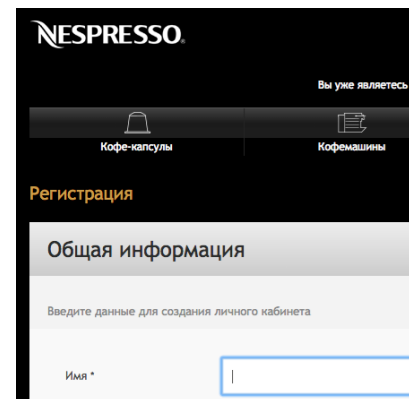 NESPRESSO.
Вы уже являетесь
Кофе-капсулы
Кофемашины
Регистрация
Общая информация
Введите данные для создания личного кабинета
Имя *